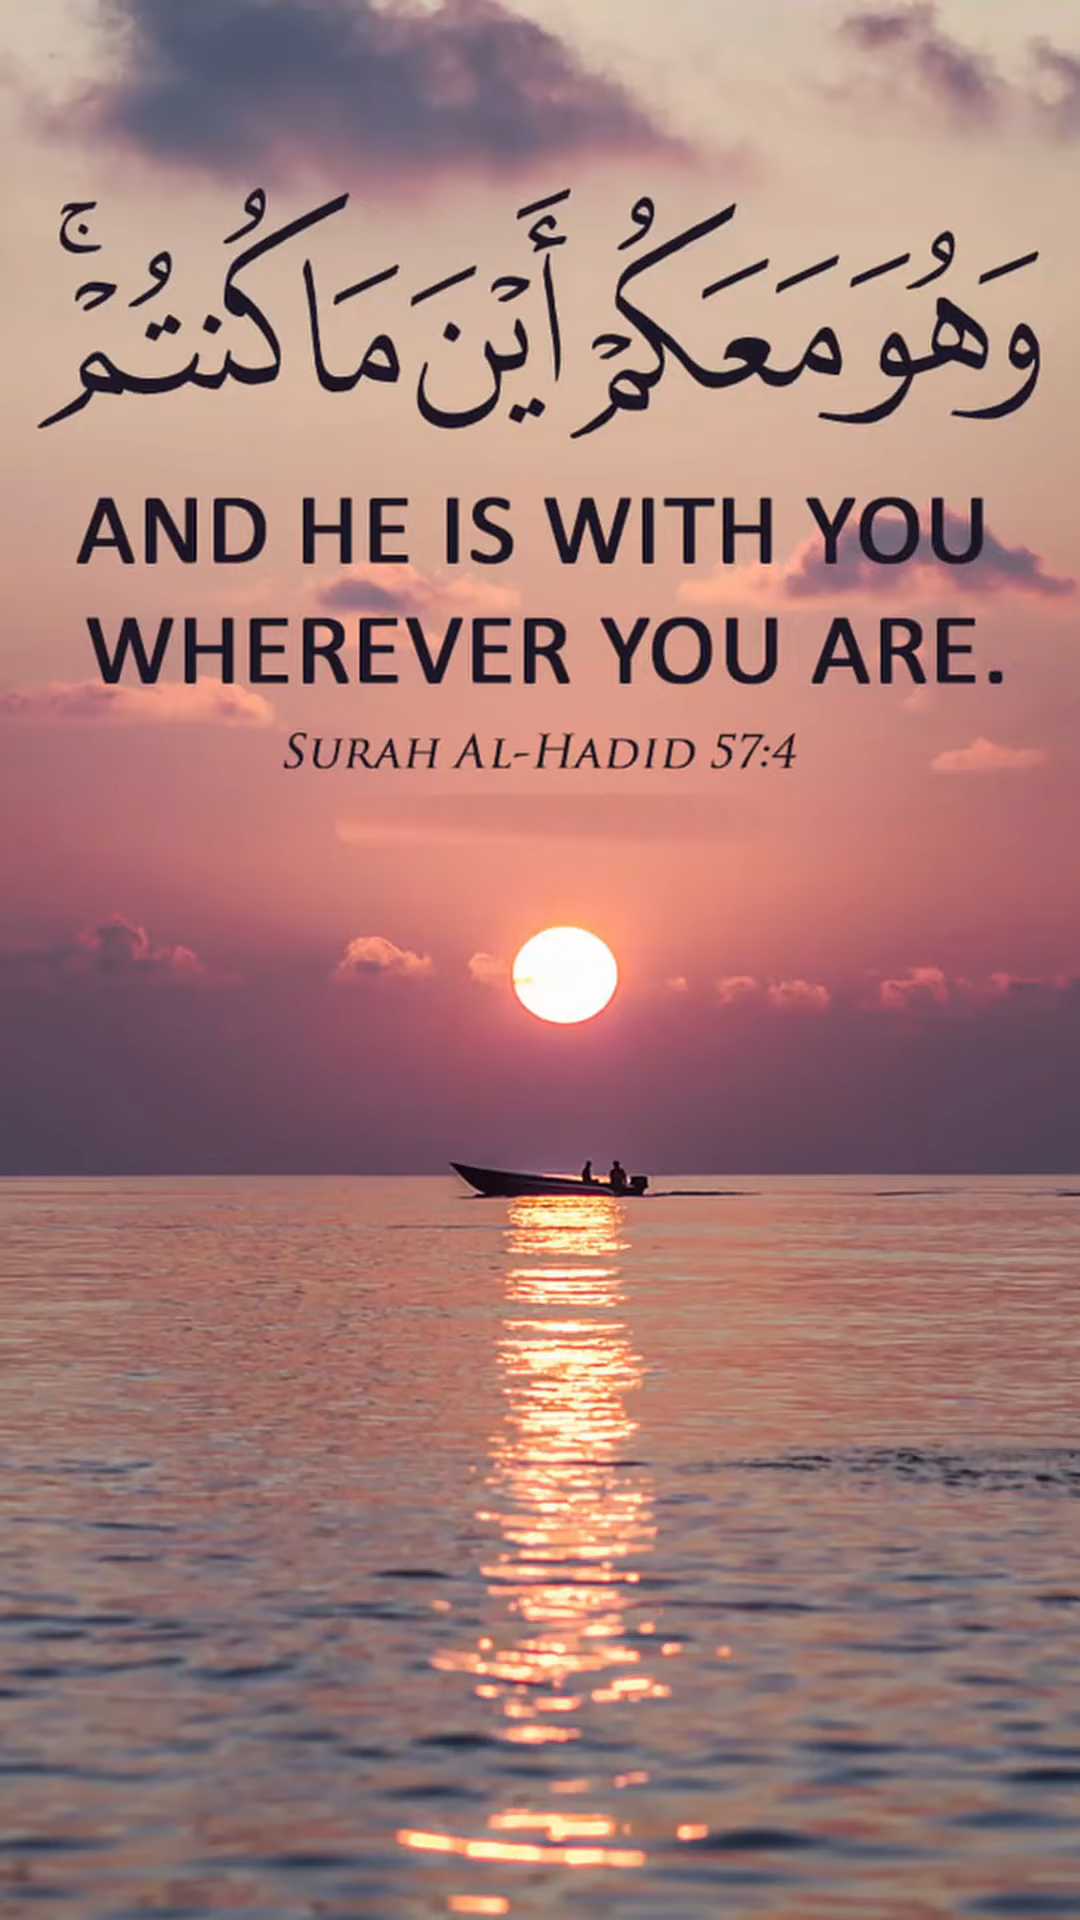 وَهُوَ مَعَكُمْ أَيْنَ مَا كُنتُمْ ۚ
AND HE IS WITH YOU
WHEREVER YOU ARE.
SURAH AL-HADID 57:4